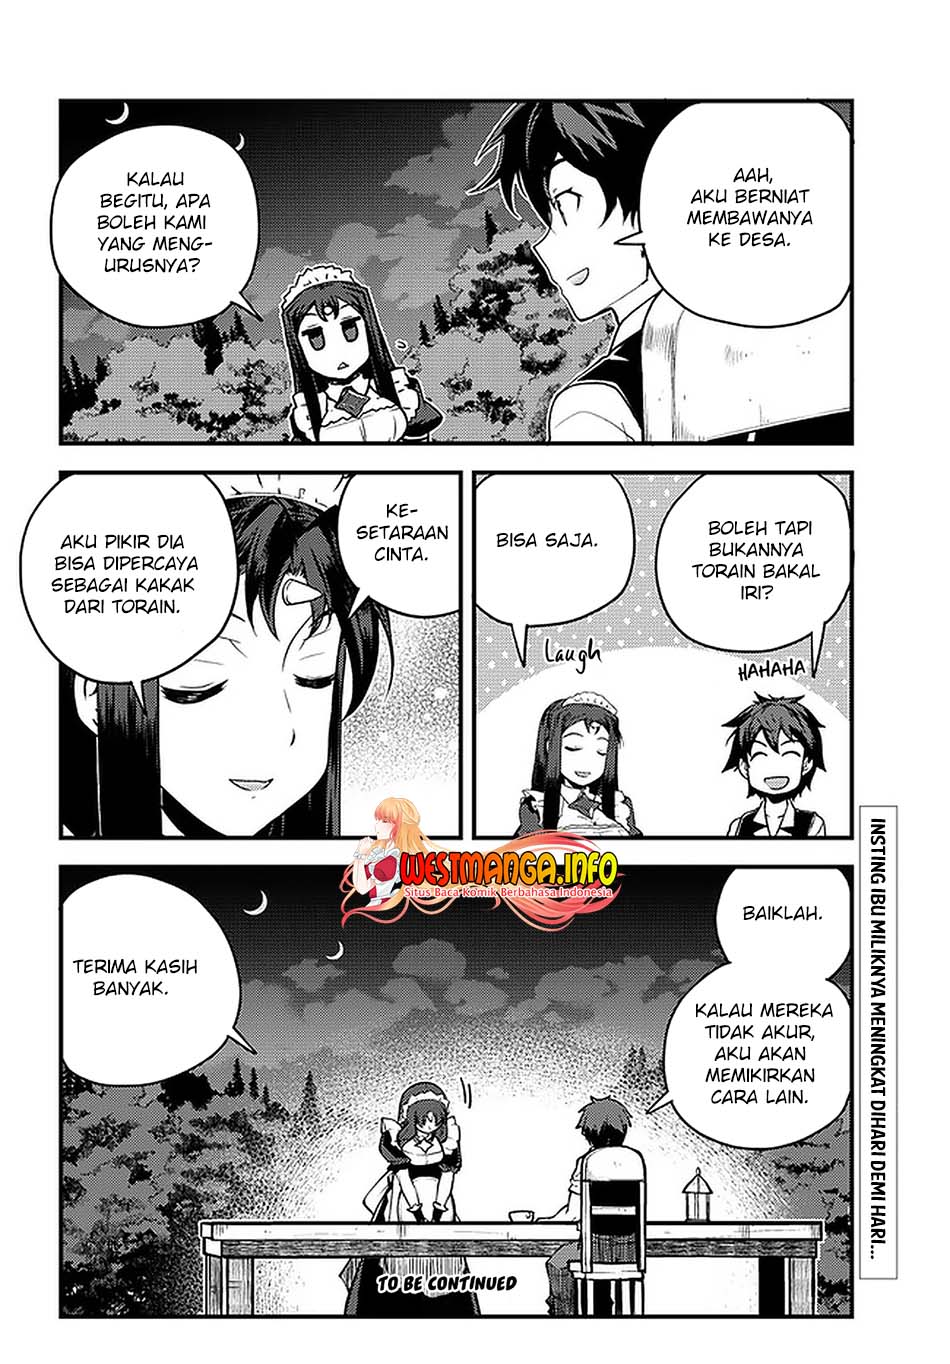 AAH,
AKU BERNIAT
MEMBAWANYA
KE DESA.
KALAU
BEGITU, APA
BOLEH KAMI
YANG MENG-
URUSNYA?
BOLEH TAPI
BUKANNYA
TORAIN BAKAL
IRI?
HAHAHA
BISA SAJA.
Laugh
KE-
SETARAAN
CINTA.
AKU PIKIR DIA
BISA DIPERCAYA
SEBAGAI KAKAK
DARI TORAIN.
WESTMANGA.INFO
Situs Baca Komik Berbahasa Indonesia
BAIKLAH.
KALAU MEREKA
TIDAK AKUR,
AKU AKAN
MEMIKIRKAN
CARA LAIN.
TERIMA KASIH
BANYAK.
TO BE CONTINUED
INSTING IBU MILIKNYA MENINGKAT DIHARI DEMI HARI...